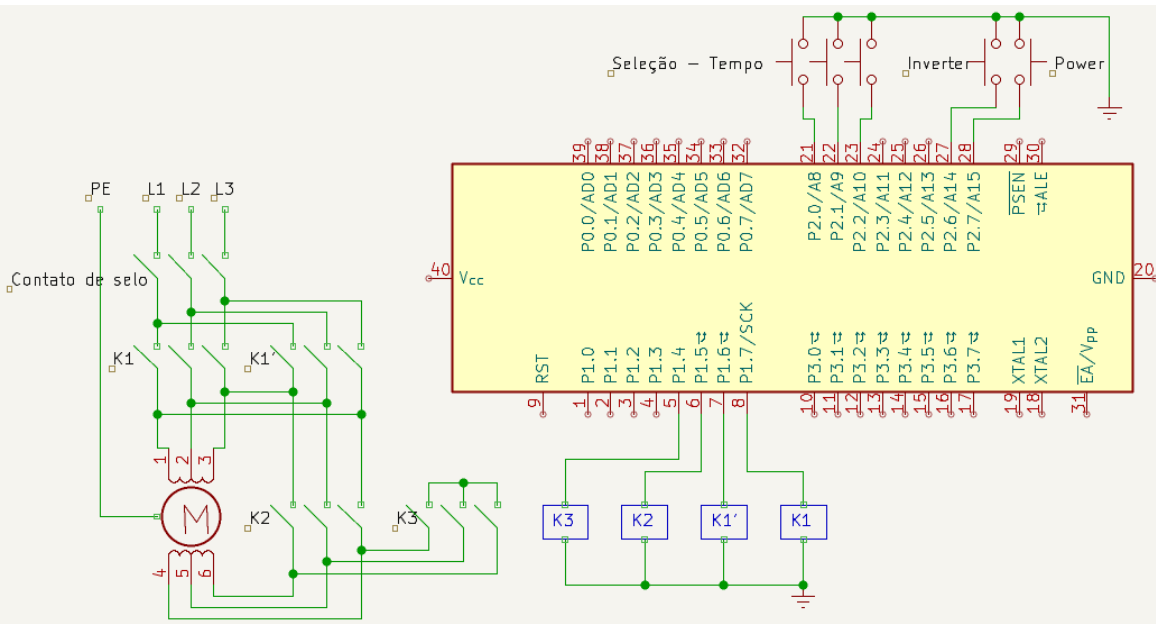 Seleção - Tempo
Inverter
Power
39 38 37 36 35 34 33 32 21 22 23 24 25 26 27 28 29 30
P0.0/AD0
P0.1/AD1
P0.2/AD2
P0.3/AD3
P0.4/AD4
P0.5/AD5
P0.6/AD6
P0.7/AD7
P2.0/A8
P2.1/A9
P2.2/A10
P2.3/A11
P2.4/A12
P2.5/A13
P2.6/A14
P2.7/A15
PSEN
ALE
PE L1 L2 L3
Contato de selo
40 Vcc
GND 20
K1 K1'
RST
P1.0
P1.1
P1.2
P1.3
P1.4
P1.5
P1.6
P1.7/SCK
P3.0
P3.1
P3.2
P3.3
P3.4
P3.5
P3.6
P3.7
XTAL1
XTAL2
EA/VPP
9 1 2 3 4 5 6 7 8 10 11 12 13 14 15 16 17 19 18 31
1 2 3
M
K2 K3
K3 K2 K1' K1
4 5 6